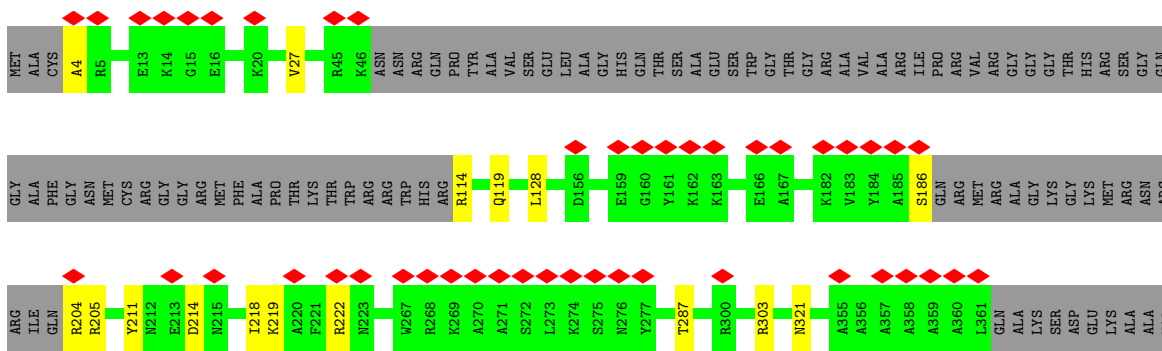 MET ALA CYS A4 R5 E13 K14 G15 E16 K20 V27 R45 K46 ASN ASN ARG GLN PRO TYR ALA VAL SER GLU LEU ALA GLY HIS GLN THR SER ALA GLU SER TRP GLY THR GLY ARG ALA VAL ALA ARG ILE PRO ARG VAL ARG GLY GLY GLY THR HIS ARG SER GLY GLN
GLY ALA PHE GLY ASN MET CYS ARG GLY GLY ARG MET PHE ALA PRO THR LYS THR TRP ARG ARG TRP HIS ARG R114 Q119 L128 D156 E159 G160 Y161 K162 K163 E166 A167 K182 V183 Y184 A185 S186 GLN ARG MET ARG ALA GLY LYS GLY LYS MET ARG ASN ARG
ARG ILE GLN R204 R205 Y211 N212 E213 D214 N215 I218 K219 A220 F221 R222 N223 W267 R268 K269 A270 A271 S272 L273 K274 S275 N276 Y277 T287 R300 R303 N321 A355 A356 A357 A358 A359 A360 L361 GLN ALA LYS SER ASP GLU LYS ALA ALA